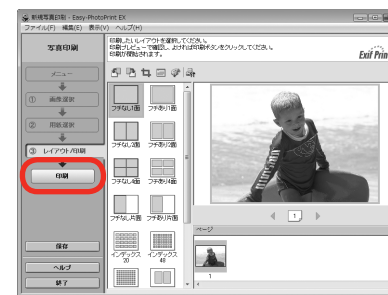 新規写真印刷 - Easy-PhotoPrint EX
ファイル(F) 編集(E) 表示(V) ヘルプ(H)
写真印刷
印刷したいレイアウトを選択してください。
印刷プレビューで確認し、よければ印刷ボタンをクリックしてください。
印刷が開始されます。
Exif Prin
メニュー
① 画像選択
② 用紙選択
③ レイアウト/印刷
印刷
保存
ヘルプ
終了
フチなし1面 フチあり1面
フチなし2面 フチあり2面
フチなし4面 フチあり4面
フチなし片面 フチあり片面
インデックス 20
インデックス 48
1
ページ
1